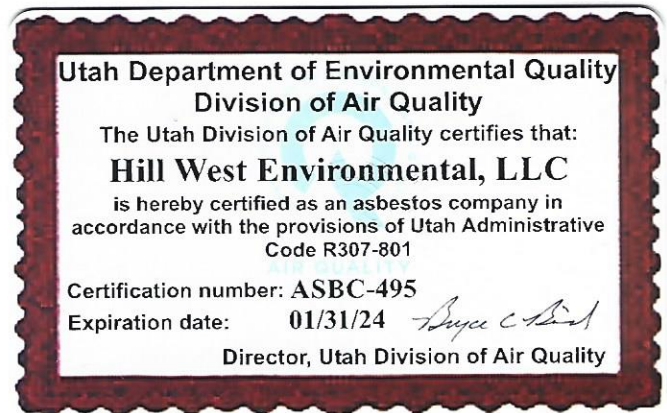 Utah Department of Environmental Quality
Division of Air Quality
The Utah Division of Air Quality certifies that:
Hill West Environmental, LLC
is hereby certified as an asbestos company in
accordance with the provisions of Utah Administrative
Code R307-801
AIR QUALITY
Certification number: ASBC-495
Expiration date: 01/31/24 Bryce C Bird
Director, Utah Division of Air Quality